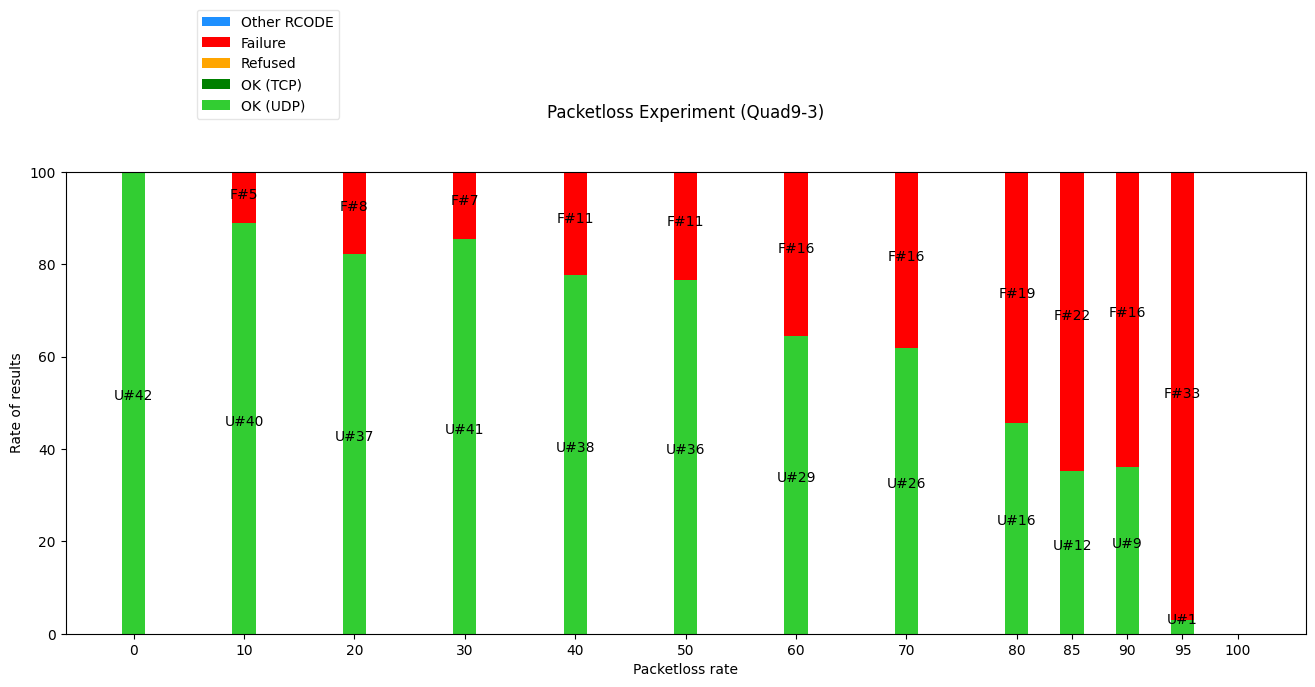 Other RCODE
Failure
Refused
OK (TCP)
OK (UDP)
Packetloss Experiment (Quad9-3)
Rate of results
100
80
60
40
20
0
U#42
F#5
U#40
F#8
U#37
F#7
U#41
F#11
U#38
F#11
U#36
F#16
U#29
F#16
U#26
F#19
U#16
F#22
U#12
F#16
U#9
F#33
U#1
0 10 20 30 40 50 60 70 80 85 90 95 100
Packetloss rate